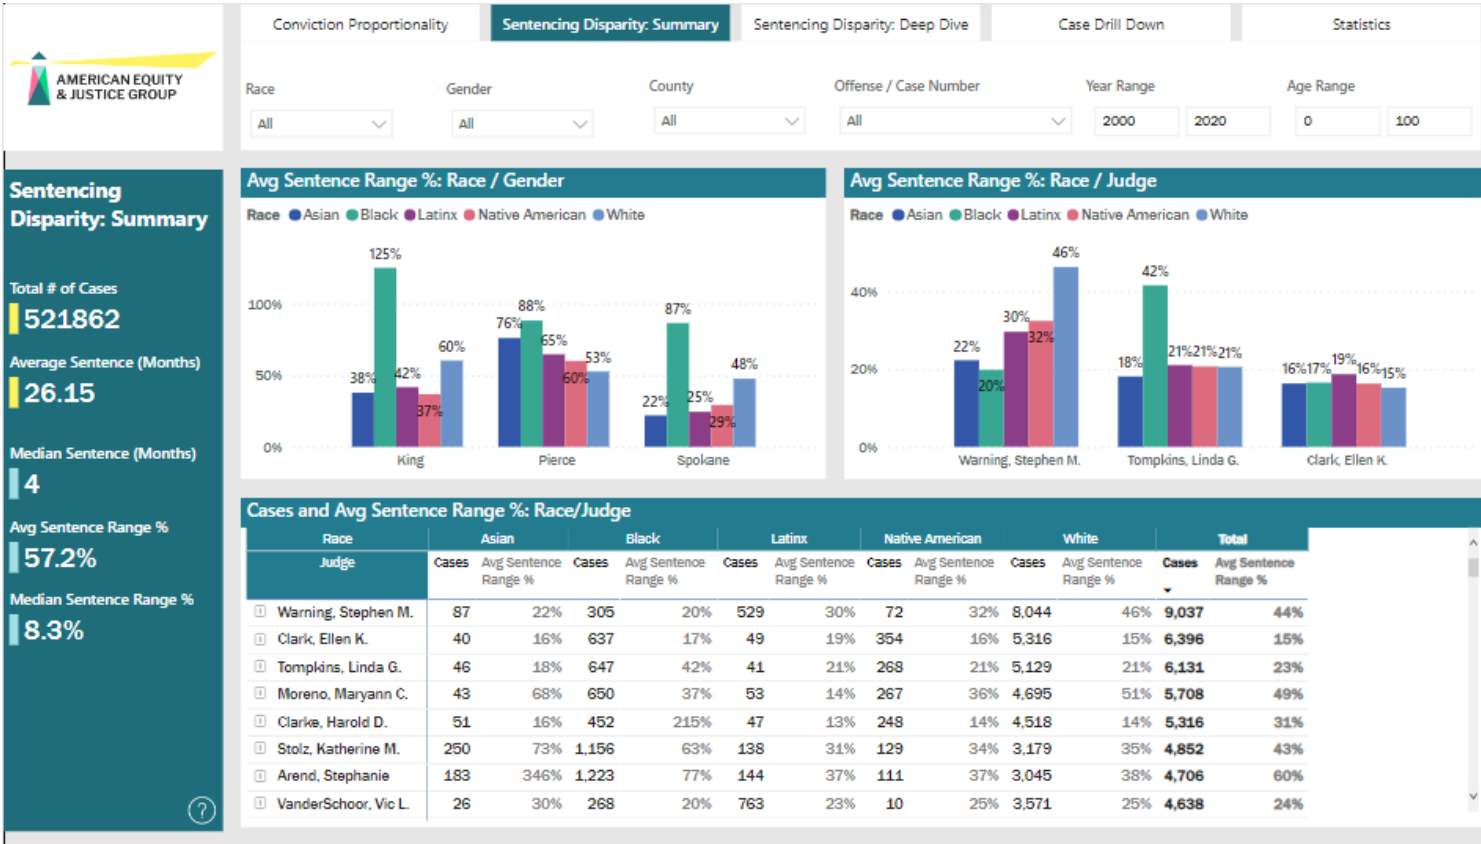 Conviction Proportionality
Sentencing Disparity: Summary
Sentencing Disparity: Deep Dive
Case Drill Down
Statistics
AMERICAN EQUITY
& JUSTICE GROUP
Race
Gender
County
Offense / Case Number
Year Range
Age Range
All
All
All
All
2000
2020
0
100
Sentencing
Disparity: Summary
Total # of Cases
521862
Average Sentence (Months)
26.15
Median Sentence (Months)
4
Avg Sentence Range %
57.2%
Median Sentence Range %
8.3%
?
Avg Sentence Range %: Race / Gender
Race Asian Black Latinx Native American White
100%
50%
0%
38%
125%
42%
37%
60%
76%
88%
65%
60%
53%
22%
87%
25%
29%
48%
King
Pierce
Spokane
Avg Sentence Range %: Race / Judge
Race Asian Black Latinx Native American White
40%
20%
0%
22%
20%
30%
32%
46%
18%
42%
21%
21%
21%
16%
17%
19%
16%
15%
Warning, Stephen M.
Tompkins, Linda G.
Clark, Ellen K.
Cases and Avg Sentence Range %: Race/Judge
Race Asian Black Latinx Native American White Total
Judge Cases Avg Sentence Cases Avg Sentence Cases Avg Sentence Cases Avg Sentence Cases Avg Sentence Cases Avg Sentence
Range % Range % Range % Range % Range % Range %
Warning, Stephen M. 87 22% 305 20% 529 30% 72 32% 8,044 46% 9,037 44%
Clark, Ellen K. 40 16% 637 17% 49 19% 354 16% 5,316 15% 6,396 15%
Tompkins, Linda G. 46 18% 647 42% 41 21% 268 21% 5,129 21% 6,131 23%
Moreno, Maryann C. 43 68% 650 37% 53 14% 267 36% 4,695 51% 5,708 49%
Clarke, Harold D. 51 16% 452 215% 47 13% 248 14% 4,518 14% 5,316 31%
Stolz, Katherine M. 250 73% 1,156 63% 138 31% 129 34% 3,179 35% 4,852 43%
Arend, Stephanie 183 346% 1,223 77% 144 37% 111 37% 3,045 38% 4,706 60%
VanderSchoor, Vic L. 26 30% 268 20% 763 23% 10 25% 3,571 25% 4,638 24%